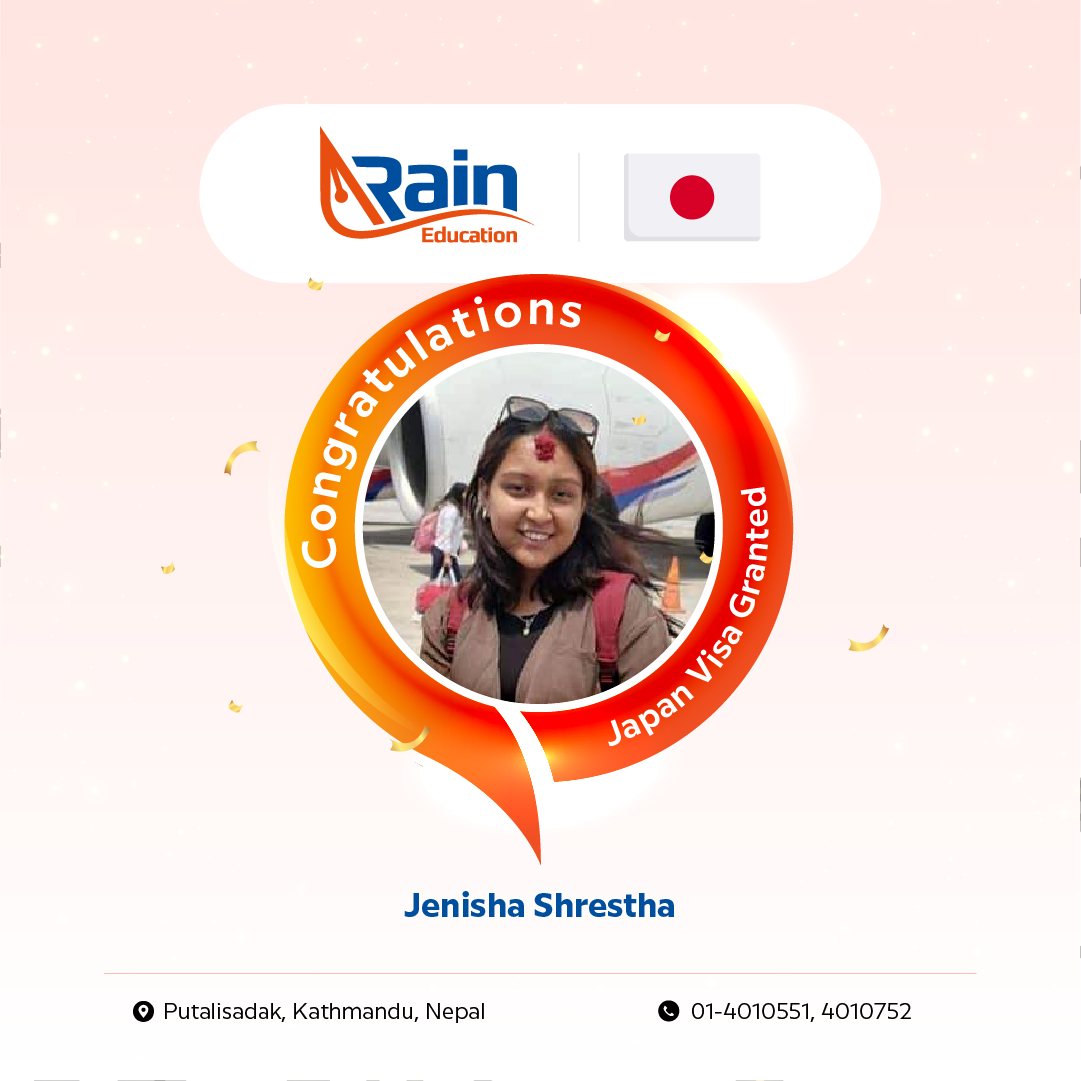 Rain
Education
Congratulations
Japan Visa Granted
Jenisha Shrestha
Putalisadak, Kathmandu, Nepal
01-4010551, 4010752